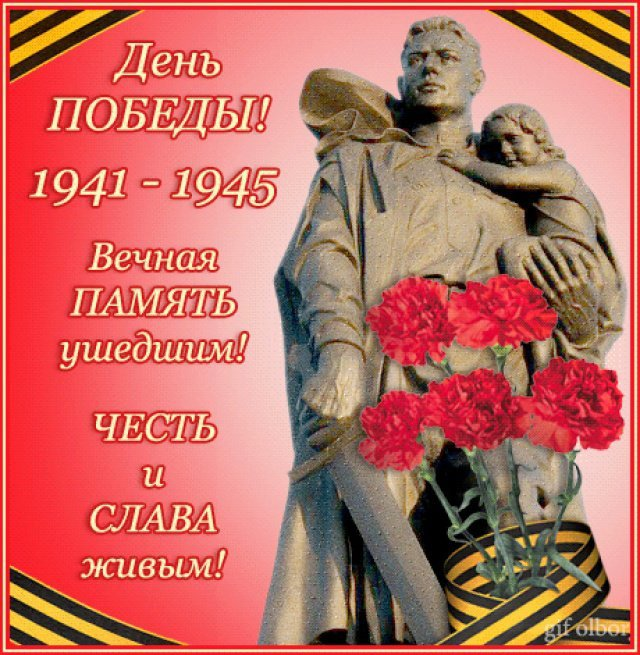 День
ПОБЕДЫ!
1941 - 1945
Вечная
ПАМЯТЬ
ушедшим!
ЧЕСТЬ
и
СЛАВА
живым!
gif olbor